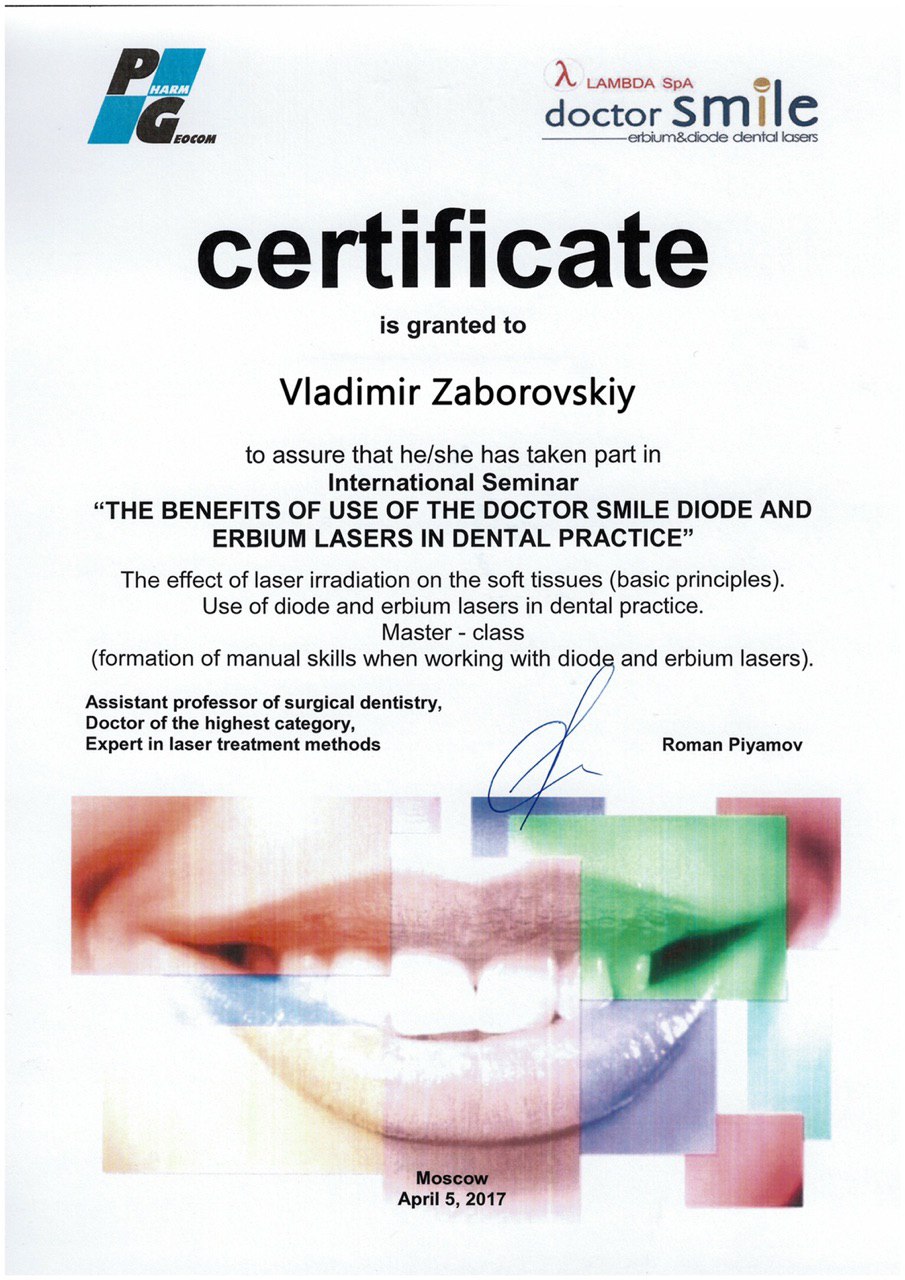 PHARM
GEOCOM
λ LAMBDA SpA
doctor smile
erbium&diode dental lasers
certificate
is granted to
Vladimir Zaborovskiy
to assure that he/she has taken part in
International Seminar
“THE BENEFITS OF USE OF THE DOCTOR SMILE DIODE AND
ERBIUM LASERS IN DENTAL PRACTICE”
The effect of laser irradiation on the soft tissues (basic principles).
Use of diode and erbium lasers in dental practice.
Master - class
(formation of manual skills when working with diode and erbium lasers).
Assistant professor of surgical dentistry,
Doctor of the highest category,
Expert in laser treatment methods
Roman Piyamov
Moscow
April 5, 2017